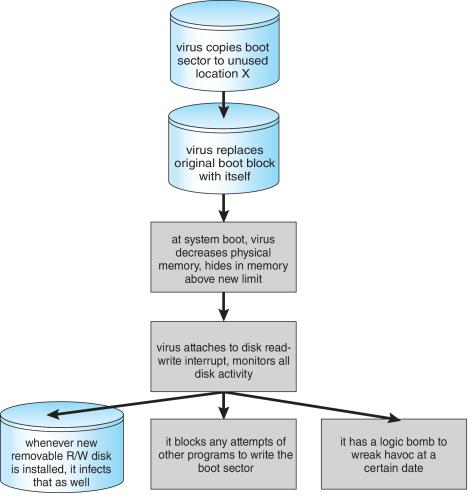 virus copies boot
sector to unused
location X
virus replaces
original boot block
with itself
at system boot, virus
decreases physical
memory, hides in memory
above new limit
virus attaches to disk read-
write interrupt, monitors all
disk activity
whenever new
removable R/W disk
is installed, it infects
that as well
it blocks any attempts of
other programs to write the
boot sector
it has a logic bomb to
wreak havoc at a
certain date